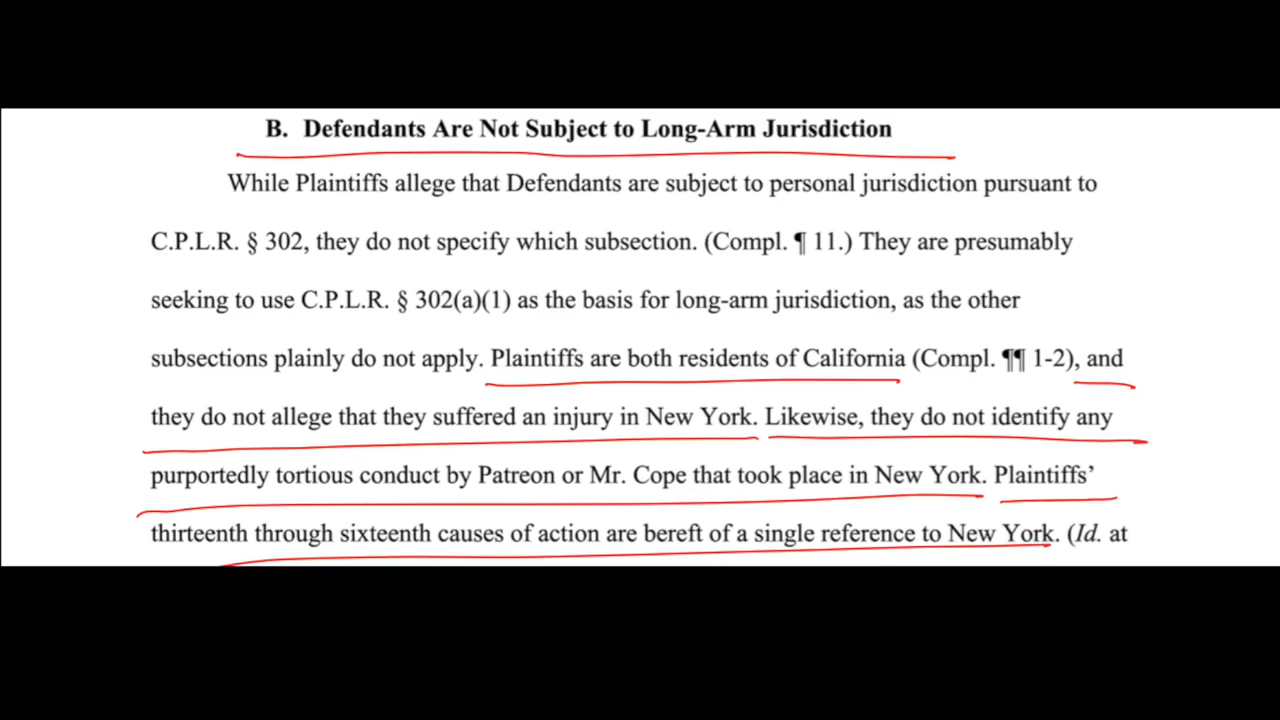 B. Defendants Are Not Subject to Long-Arm Jurisdiction
While Plaintiffs allege that Defendants are subject to personal jurisdiction pursuant to
C.P.L.R. § 302, they do not specify which subsection. (Compl. ¶ 11.) They are presumably
seeking to use C.P.L.R. § 302(a)(1) as the basis for long-arm jurisdiction, as the other
subsections plainly do not apply. Plaintiffs are both residents of California (Compl. ¶¶ 1-2), and
they do not allege that they suffered an injury in New York. Likewise, they do not identify any
purportedly tortious conduct by Patreon or Mr. Cope that took place in New York. Plaintiffs’
thirteenth through sixteenth causes of action are bereft of a single reference to New York. (Id. at